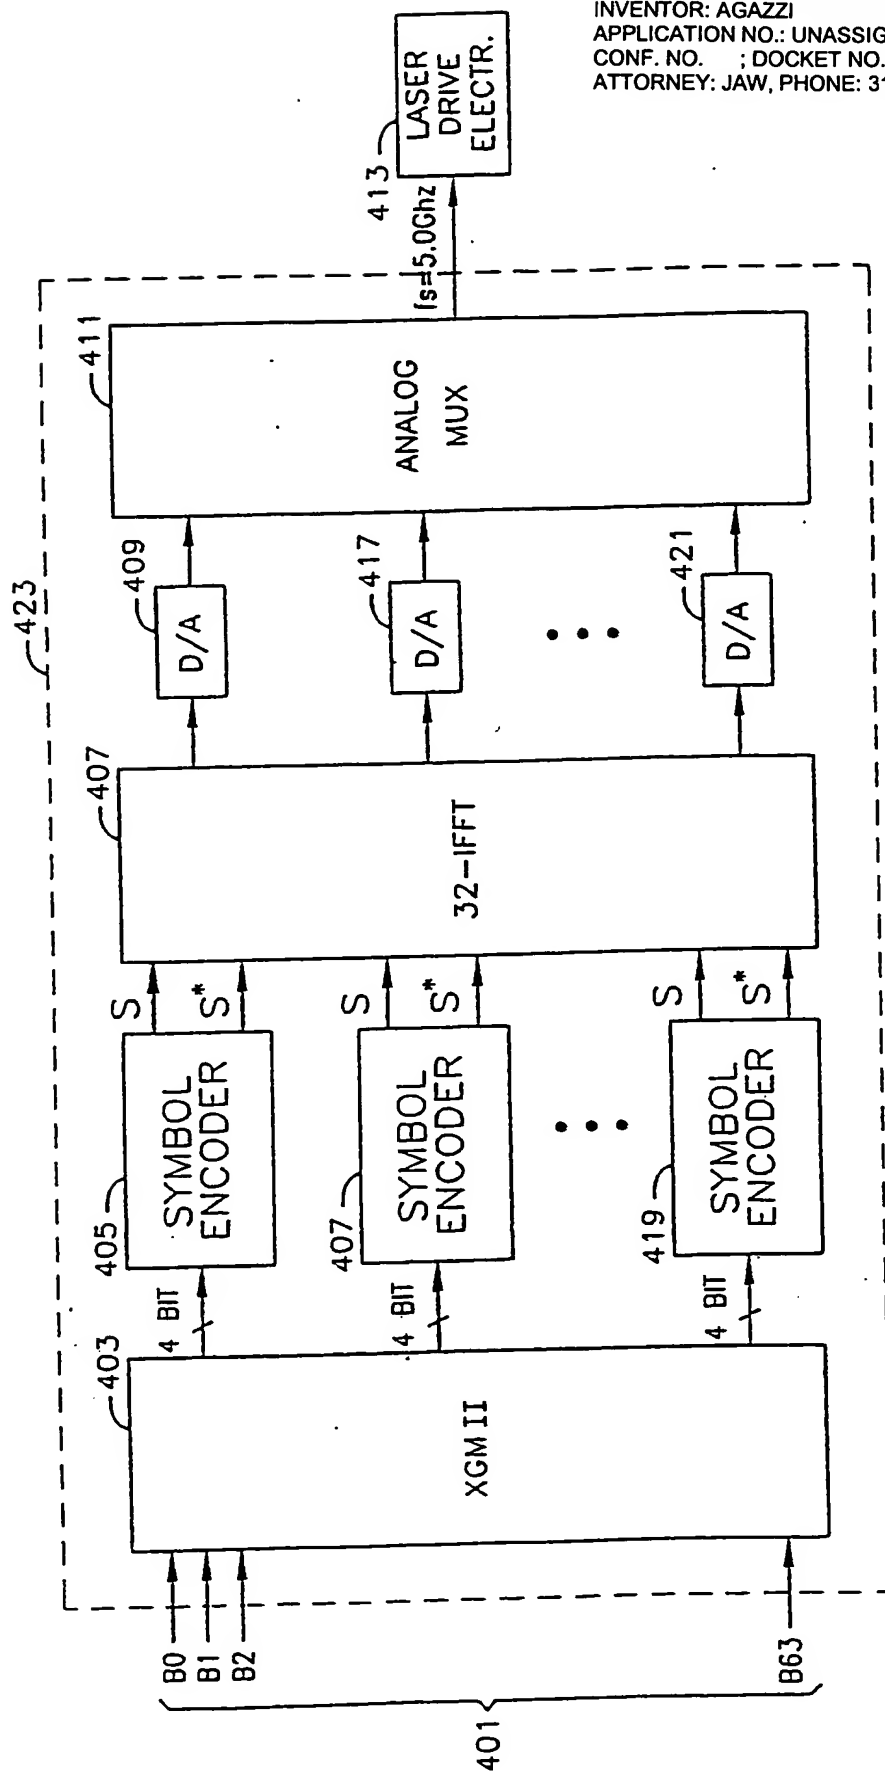 INVENTOR: AGAZZI
APPLICATION NO.: UNASSIG
CONF. NO. ; DOCKET NO.
ATTORNEY: JAW, PHONE: 31
423
401
B0
B1
B2
B63
403
XGM II
4 BIT
4 BIT
4 BIT
405
SYMBOL
ENCODER
407
SYMBOL
ENCODER
419
SYMBOL
ENCODER
S
S*
S
S*
S
S*
407
32-IFFT
409
D/A
417
D/A
421
D/A
411
ANALOG
MUX
fs=5.0Ghz
413
LASER
DRIVE
ELECTR.